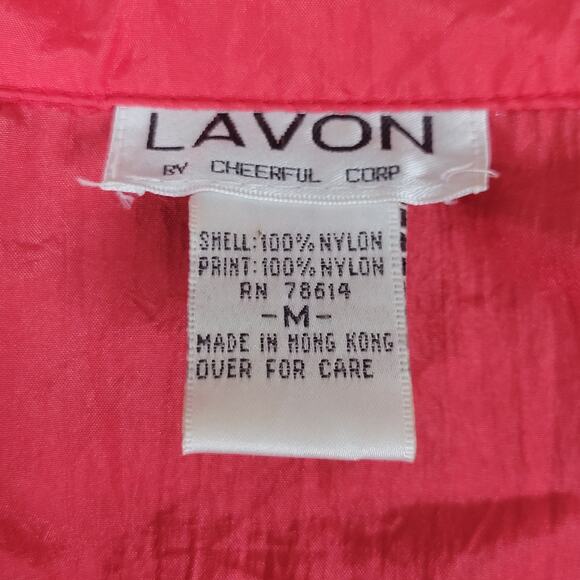 LAVON
BY CHEERFUL CORP
SHELL:100% NYLON
PRINT:100% NYLON
RN 78614
-M-
MADE IN HONG KONG
OVER FOR CARE